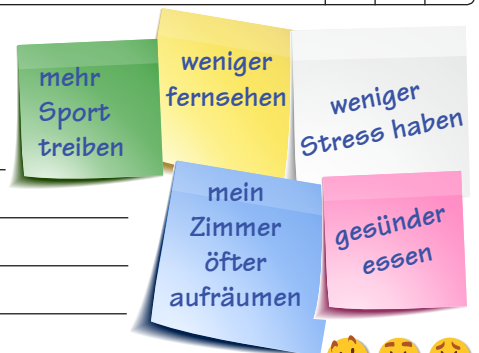 mehr
Sport
treiben
weniger
fernsehen
weniger
Stress haben
mein
Zimmer
öfter
aufräumen
gesünder
essen